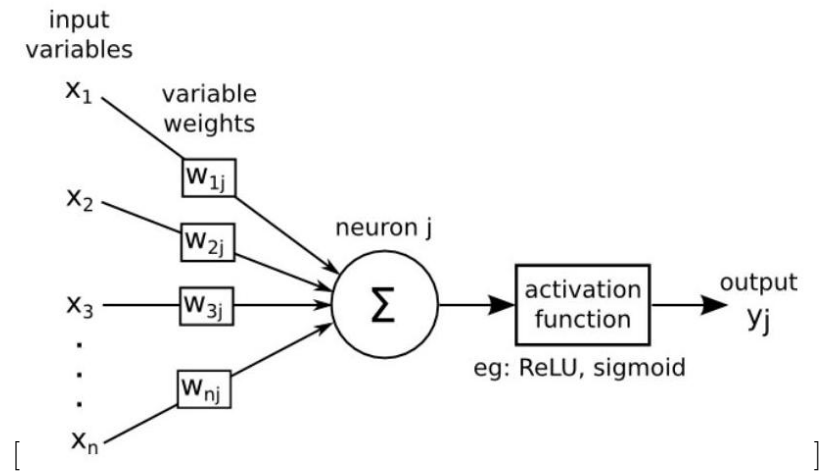 input
variables
x1
variable
weights
w1j
x2
w2j
neuron j
x3
w3j
Σ
activation
function
output
yj
eg: ReLU, sigmoid
.
.
.
wnj
xn
[ ]